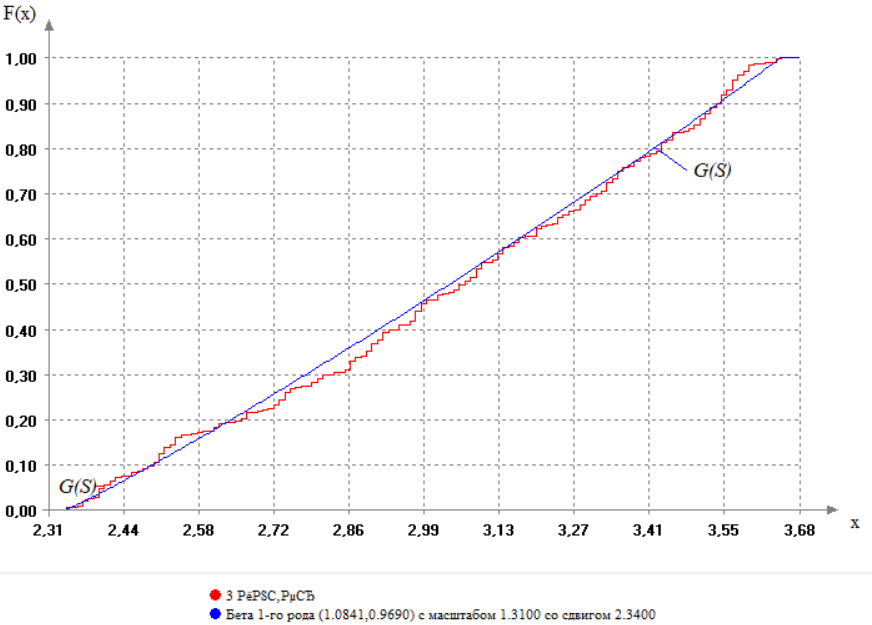 F(x)
1,00
0,90
0,80
G(S)
0,70
0,60
0,50
0,40
0,30
0,20
0,10
G(S)
0,00
2,31 2,44 2,58 2,72 2,86 2,99 3,13 3,27 3,41 3,55 3,68 x
3 РєРЅС‚РµСЂ
Бета 1-го рода (1.0841,0.9690) с масштабом 1.3100 со сдвигом 2.3400